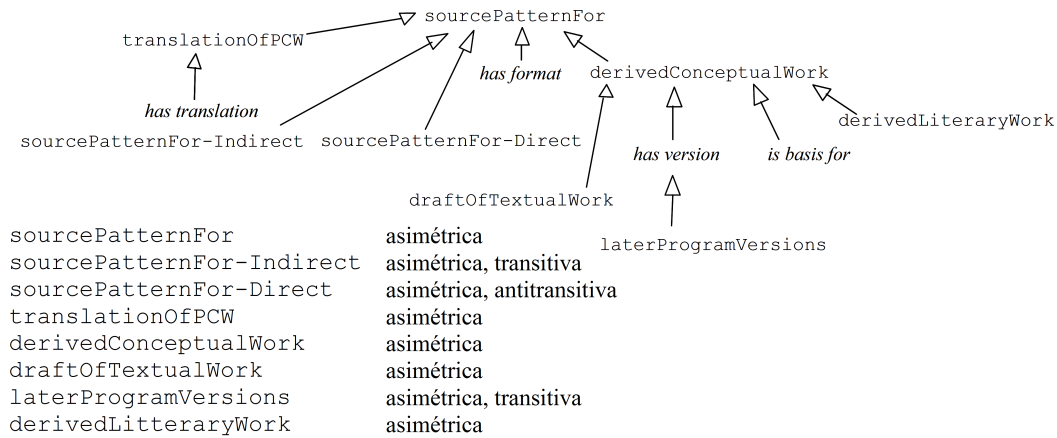 sourcePatternFor
translationOfPCW
has format
derivedConceptualWork
has translation
derivedLiteraryWork
sourcePatternFor-Indirect
sourcePatternFor-Direct
has version
is basis for
draftOfTextualWork
laterProgramVersions
sourcePatternFor asimétrica
sourcePatternFor-Indirect asimétrica, transitiva
sourcePatternFor-Direct asimétrica, antitransitiva
translationOfPCW asimétrica
derivedConceptualWork asimétrica
draftOfTextualWork asimétrica
laterProgramVersions asimétrica, transitiva
derivedLitteraryWork asimétrica